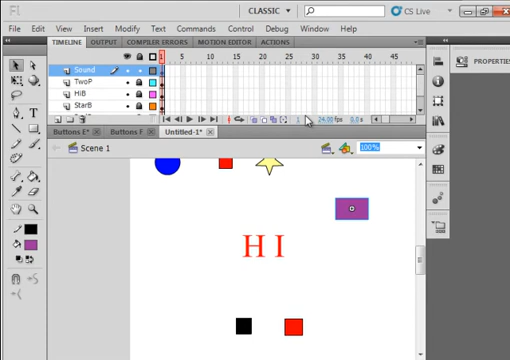 FL
CLASSIC
CS Live
File Edit View Insert Modify Text Commands Control Debug Window Help
TIMELINE OUTPUT COMPILER ERRORS MOTION EDITOR ACTIONS
PROPERTIES
5 10 15 20 25 30 35 40 45
Sound
TwoP
HiB
StarB
1 24.00 fps 0.0 s
Buttons E* Buttons F Untitled-1*
Scene 1
100%
H I